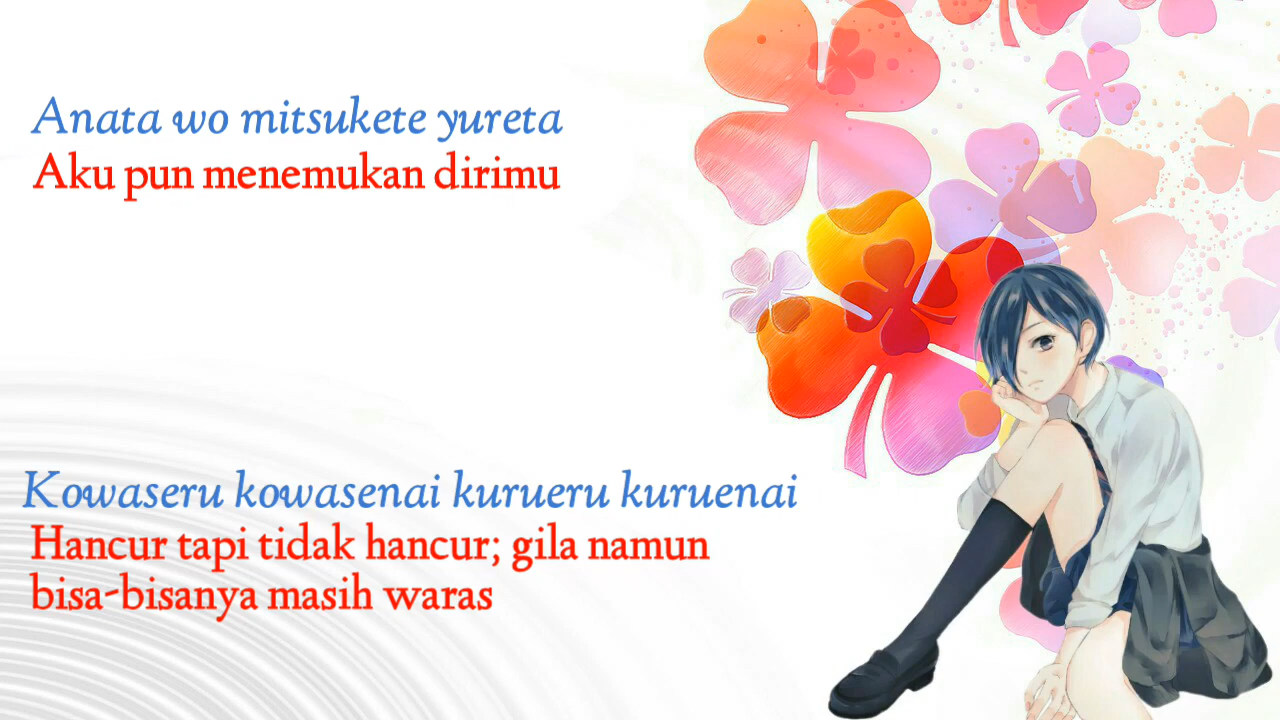 Anata wo mitsukete yureta
Aku pun menemukan dirimu
Kowaseru kowasenai kurueru kuruenai
Hancur tapi tidak hancur; gila namun
bisa-bisanya masih waras